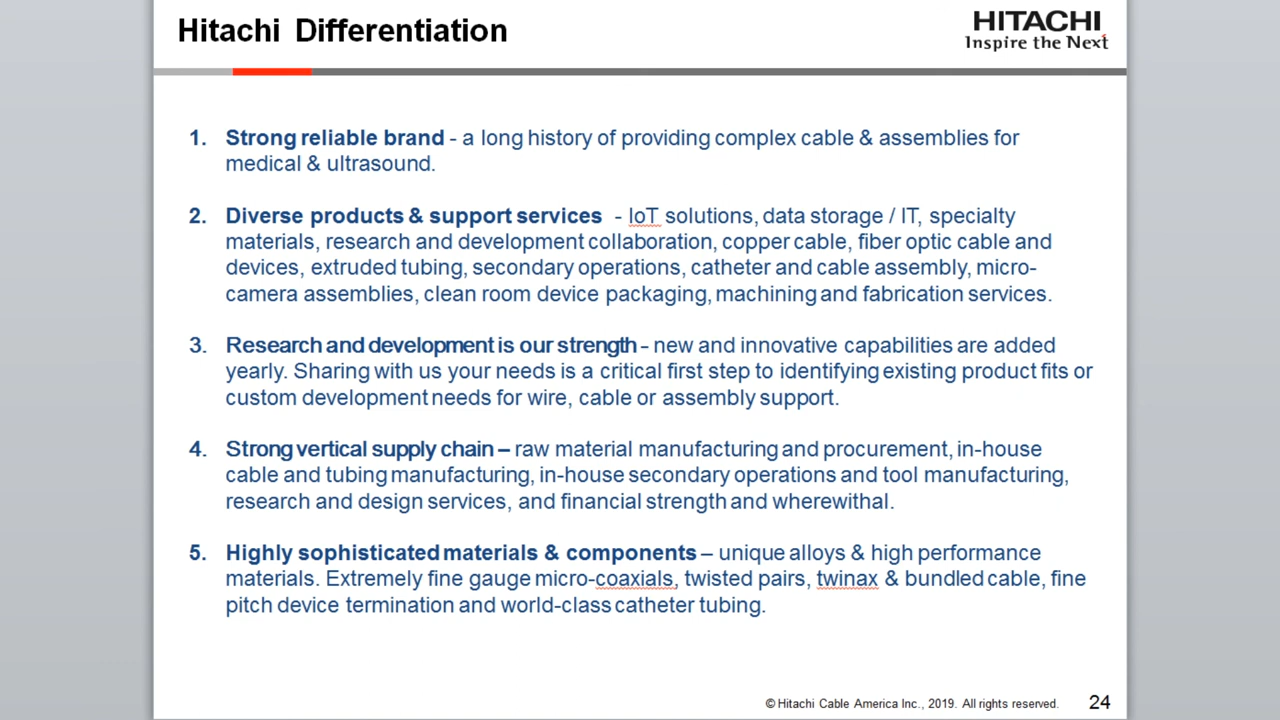 Hitachi Differentiation
HITACHI
Inspire the Next
1. Strong reliable brand - a long history of providing complex cable & assemblies for
medical & ultrasound.
2. Diverse products & support services - IoT solutions, data storage / IT, specialty
materials, research and development collaboration, copper cable, fiber optic cable and
devices, extruded tubing, secondary operations, catheter and cable assembly, micro-
camera assemblies, clean room device packaging, machining and fabrication services.
3. Research and development is our strength - new and innovative capabilities are added
yearly. Sharing with us your needs is a critical first step to identifying existing product fits or
custom development needs for wire, cable or assembly support.
4. Strong vertical supply chain – raw material manufacturing and procurement, in-house
cable and tubing manufacturing, in-house secondary operations and tool manufacturing,
research and design services, and financial strength and wherewithal.
5. Highly sophisticated materials & components – unique alloys & high performance
materials. Extremely fine gauge micro-coaxials, twisted pairs, twinax & bundled cable, fine
pitch device termination and world-class catheter tubing.
© Hitachi Cable America Inc., 2019. All rights reserved. 24